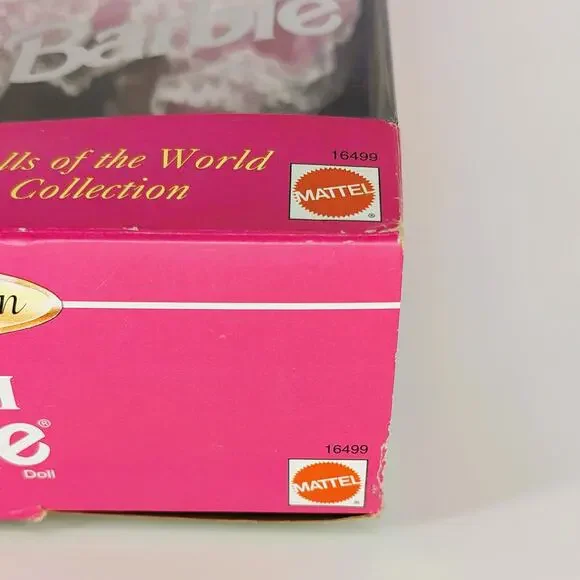 Barbie
lls of the World
Collection
16499
MATTEL
®
n
e®
Doll
16499
MATTEL
®